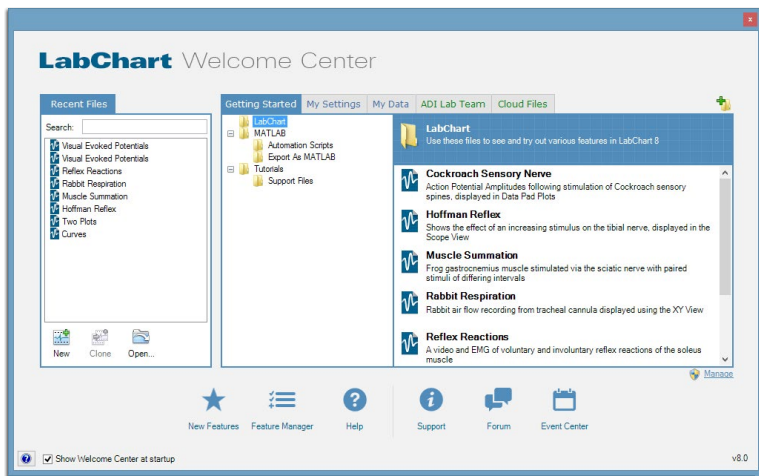 LabChart Welcome Center
Recent Files
Search:
Visual Evoked Potentials
Visual Evoked Potentials
Reflex Reactions
Rabbit Respiration
Muscle Summation
Hoffman Reflex
Two Plots
Curves
New Clone Open...
Getting Started My Settings My Data ADI Lab Team Cloud Files
LabChart
MATLAB
Automation Scripts
Export As MATLAB
Tutorials
Support Files
LabChart
Use these files to see and try out various features in LabChart 8
Cockroach Sensory Nerve
Action Potential Amplitudes following stimulation of Cockroach sensory
spines, displayed in Data Pad Plots
Hoffman Reflex
Shows the effect of an increasing stimulus on the tibial nerve, displayed in the
Scope View
Muscle Summation
Frog gastrocnemius muscle stimulated via the sciatic nerve with paired
stimuli of differing intervals
Rabbit Respiration
Rabbit air flow recording from tracheal cannula displayed using the XY View
Reflex Reactions
A video and EMG of voluntary and involuntary reflex reactions of the soleus
muscle
Manage
New Features Feature Manager Help Support Forum Event Center
Show Welcome Center at startup
v8.0